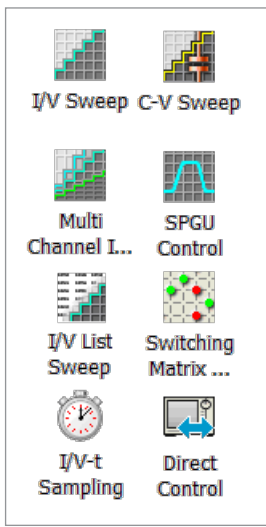 I/V Sweep C-V Sweep
Multi
Channel I...
SPGU
Control
I/V List
Sweep
Switching
Matrix ...
I/V-t
Sampling
Direct
Control